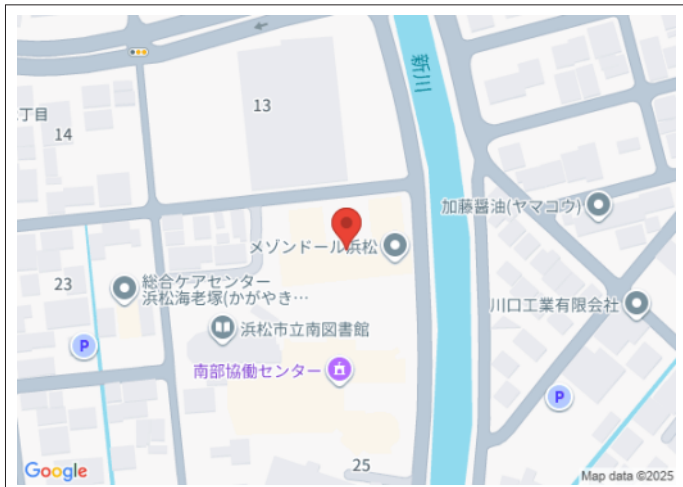 新川
13
丁目
14
加藤醤油(ヤマコウ)
メゾンドール浜松
23
総合ケアセンター
浜松海老塚(かがやき…
川口工業有限会社
浜松市立南図書館
P
南部協働センター
P
25
Google
Map data ©2025